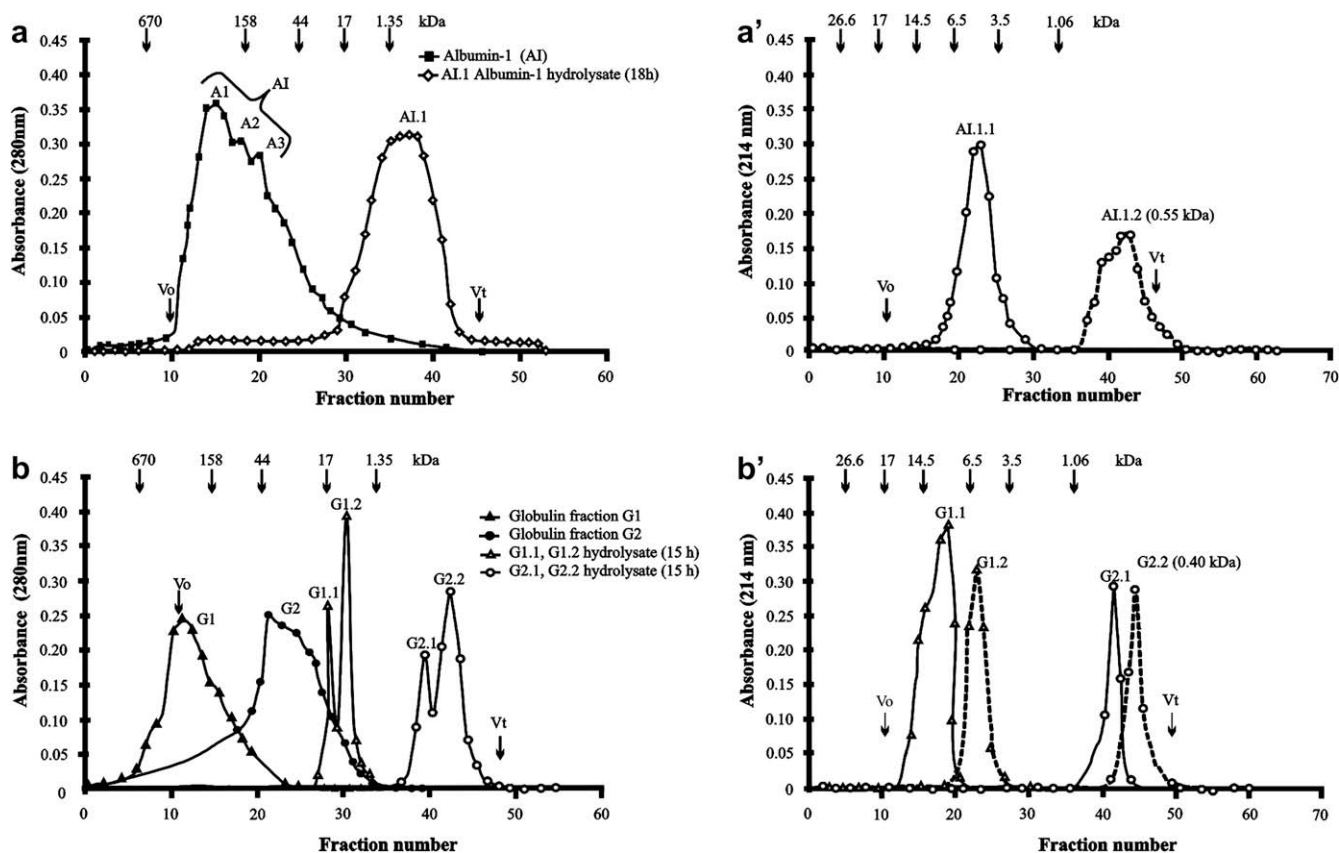 a
670 158 44 17 1.35 kDa
0.45
0.40
0.35
0.30
0.25
0.20
0.15
0.10
0.05
0
Absorbance (280nm)
Albumin-1 (AI)
AI.1 Albumin-1 hydrolysate (18h)
A1
AI
A2
A3
AI.1
Vo
Vt
0 10 20 30 40 50 60
Fraction number
a'
26.6 17 14.5 6.5 3.5 1.06 kDa
0.45
0.40
0.35
0.30
0.25
0.20
0.15
0.10
0.05
0.00
Absorbance (214 nm)
AI.1.1
AI.1.2 (0.55 kDa)
Vo
Vt
0 10 20 30 40 50 60 70
Fraction number
b
670 158 44 17 1.35 kDa
0.45
0.40
0.35
0.30
0.25
0.20
0.15
0.10
0.05
0
Absorbance (280nm)
Globulin fraction G1
Globulin fraction G2
G1.1, G1.2 hydrolysate (15 h)
G2.1, G2.2 hydrolysate (15 h)
Vo
G1
G2
G1.1
G1.2
G2.1
G2.2
Vt
0 10 20 30 40 50 60
Fraction number
b'
26.6 17 14.5 6.5 3.5 1.06 kDa
0.45
0.40
0.35
0.30
0.25
0.20
0.15
0.10
0.05
0.00
Absorbance (214 nm)
G1.1
G1.2
G2.1
G2.2 (0.40 kDa)
Vo
Vt
0 10 20 30 40 50 60 70
Fraction number